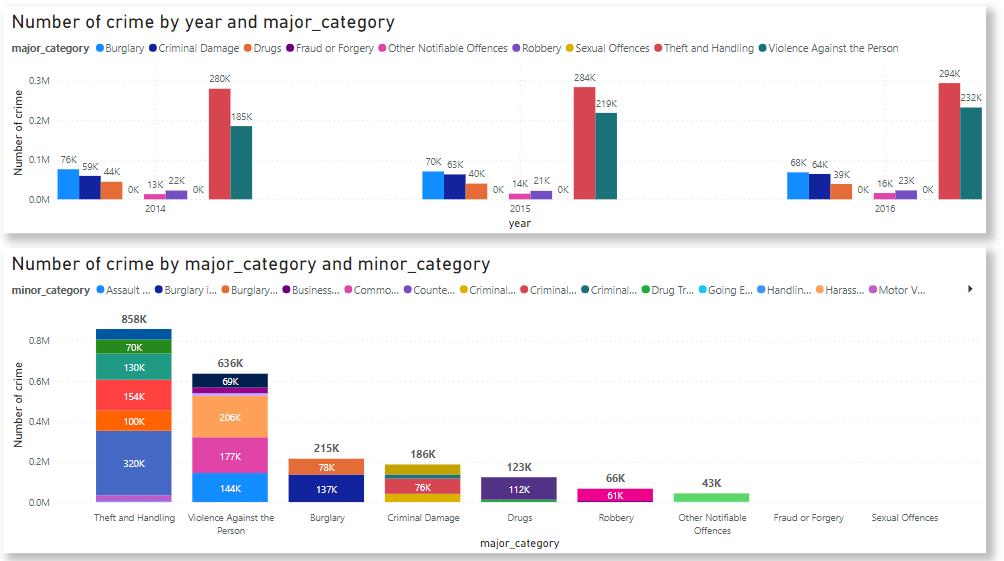 Number of crime by year and major_category
major_category Burglary Criminal Damage Drugs Fraud or Forgery Other Notifiable Offences Robbery Sexual Offences Theft and Handling Violence Against the Person
Number of crime
0.3M
0.2M
0.1M
0.0M
76K 59K 44K 0K 13K 22K 0K 280K 185K
70K 63K 40K 0K 14K 21K 0K 284K 219K
68K 64K 39K 0K 16K 23K 0K 294K 232K
2014 2015 2016
year
Number of crime by major_category and minor_category
minor_category Assault ... Burglary i... Burglary... Business... Commo... Counte... Criminal... Criminal... Criminal... Drug Tr... Going E... Handlin... Harass... Motor V...
Number of crime
0.8M
0.6M
0.4M
0.2M
0.0M
858K
70K
130K
154K
100K
320K
636K
69K
206K
177K
144K
215K
78K
137K
186K
76K
123K
112K
66K
61K
43K
Theft and Handling Violence Against the Burglary Criminal Damage Drugs Robbery Other Notifiable Fraud or Forgery Sexual Offences
Person Offences
major_category